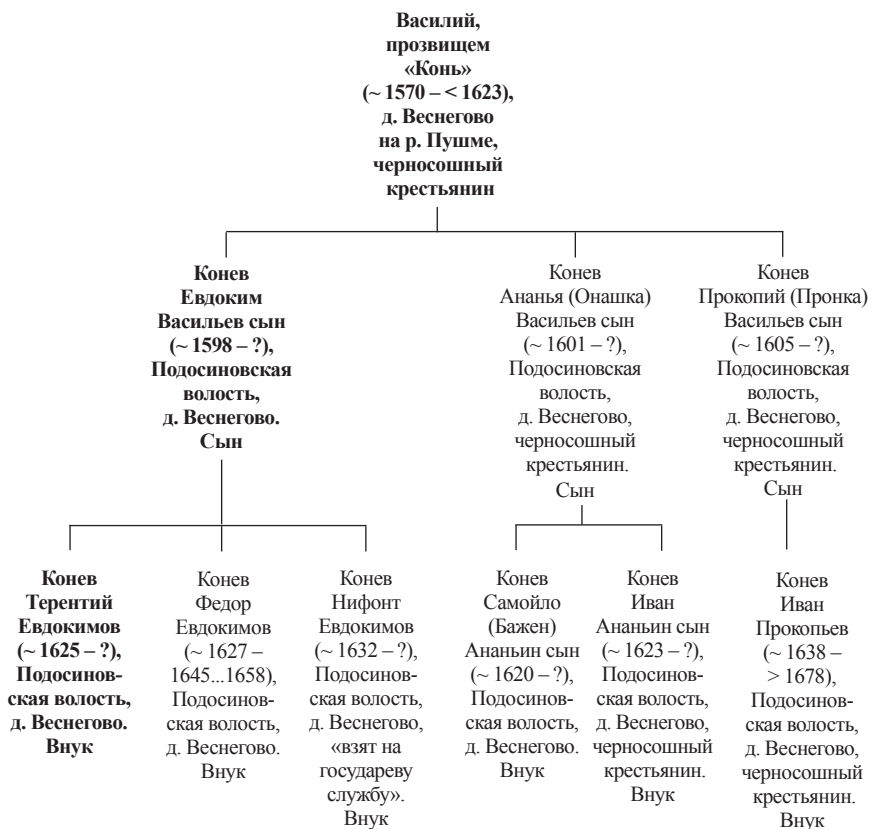 Василий,
прозвищем
«Конь»
(~ 1570 – < 1623),
д. Веснегово
на р. Пушме,
черносошный
крестьянин
Конев
Евдоким
Васильев сын
(~ 1598 – ?),
Подосиновская
волость,
д. Веснегово.
Сын
Конев
Ананья (Онашка)
Васильев сын
(~ 1601 – ?),
Подосиновская
волость,
д. Веснегово,
черносошный
крестьянин.
Сын
Конев
Прокопий (Пронка)
Васильев сын
(~ 1605 – ?),
Подосиновская
волость,
д. Веснегово,
черносошный
крестьянин.
Сын
Конев
Терентий
Евдокимов
(~ 1625 – ?),
Подосинов-
ская волость,
д. Веснегово.
Внук
Конев
Федор
Евдокимов
(~ 1627 –
1645...1658),
Подосинов-
ская волость,
д. Веснегово.
Внук
Конев
Нифонт
Евдокимов
(~ 1632 – ?),
Подосинов-
ская волость,
д. Веснегово,
«взят на
государеву
службу».
Внук
Конев
Самойло
(Бажен)
Ананьин сын
(~ 1620 – ?),
Подосинов-
ская волость,
д. Веснегово.
Внук
Конев
Иван
Ананьин сын
(~ 1623 – ?),
Подосинов-
ская волость,
д. Веснегово,
черносошный
крестьянин.
Внук
Конев
Иван
Прокопьев
(~ 1638 –
> 1678),
Подосинов-
ская волость,
д. Веснегово,
черносошный
крестьянин.
Внук